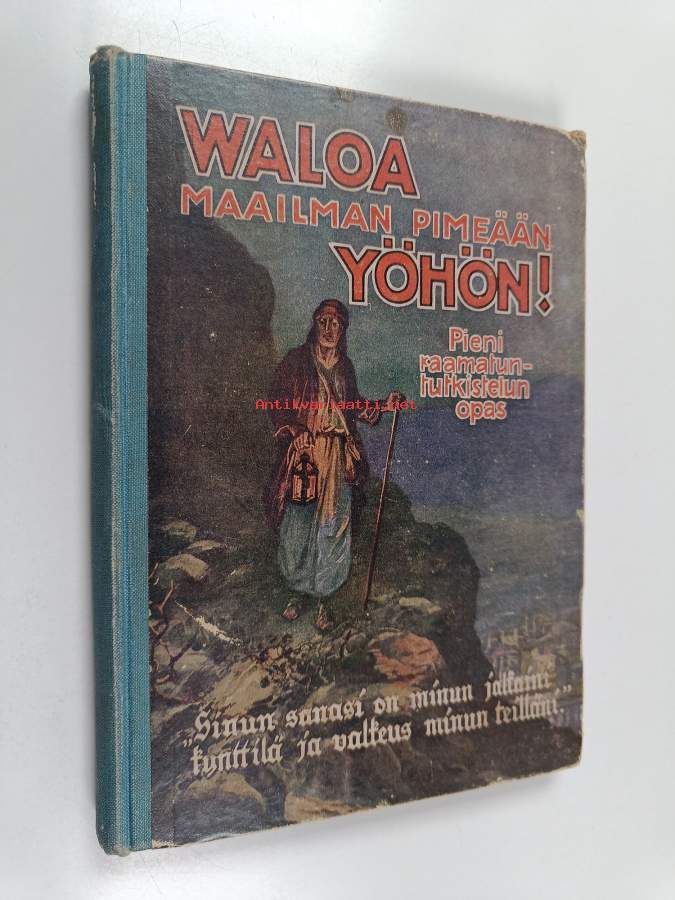 WALOA
MAAILMAN PIMEÄÄN
YÖHÖN!
Pieni
raamatun-
tutkistelun
opas
Antikvariaatti.net
„Sinun sanasi on minun jalkaini
kynttilä ja valkeus minun teilläni”